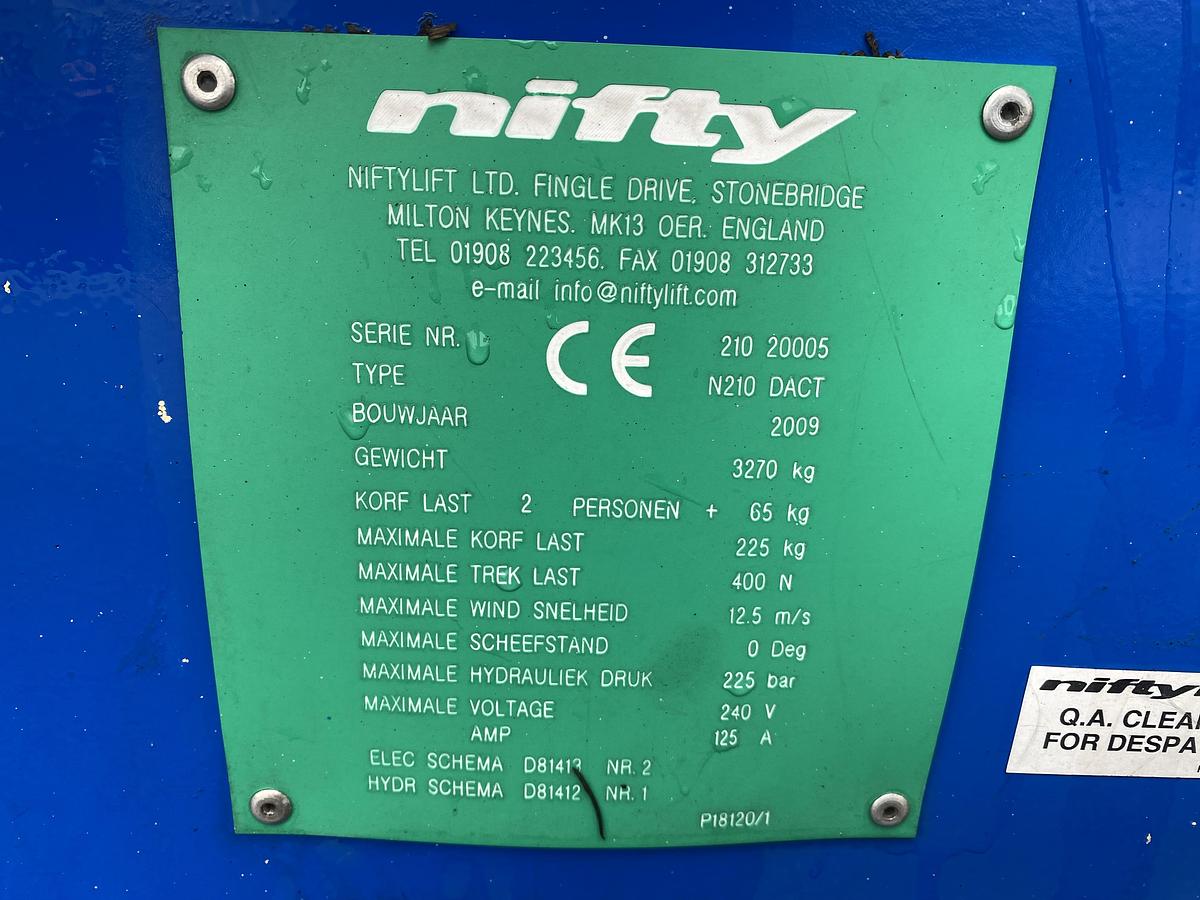 nifty
NIFTYLIFT LTD. FINGLE DRIVE, STONEBRIDGE
MILTON KEYNES. MK13 OER. ENGLAND
TEL 01908 223456. FAX 01908 312733
e-mail info@niftylift.com
CE
SERIE NR. 210 20005
TYPE N210 DACT
BOUWJAAR 2009
GEWICHT 3270 kg
KORF LAST 2 PERSONEN + 65 kg
MAXIMALE KORF LAST 225 kg
MAXIMALE TREK LAST 400 N
MAXIMALE WIND SNELHEID 12.5 m/s
MAXIMALE SCHEEFSTAND 0 Deg
MAXIMALE HYDRAULIEK DRUK 225 bar
MAXIMALE VOLTAGE 240 V
AMP 125 A
ELEC SCHEMA D81413 NR. 2
HYDR SCHEMA D81412 NR. 1
P18120/1
nifty
Q.A. CLEA
FOR DESPA